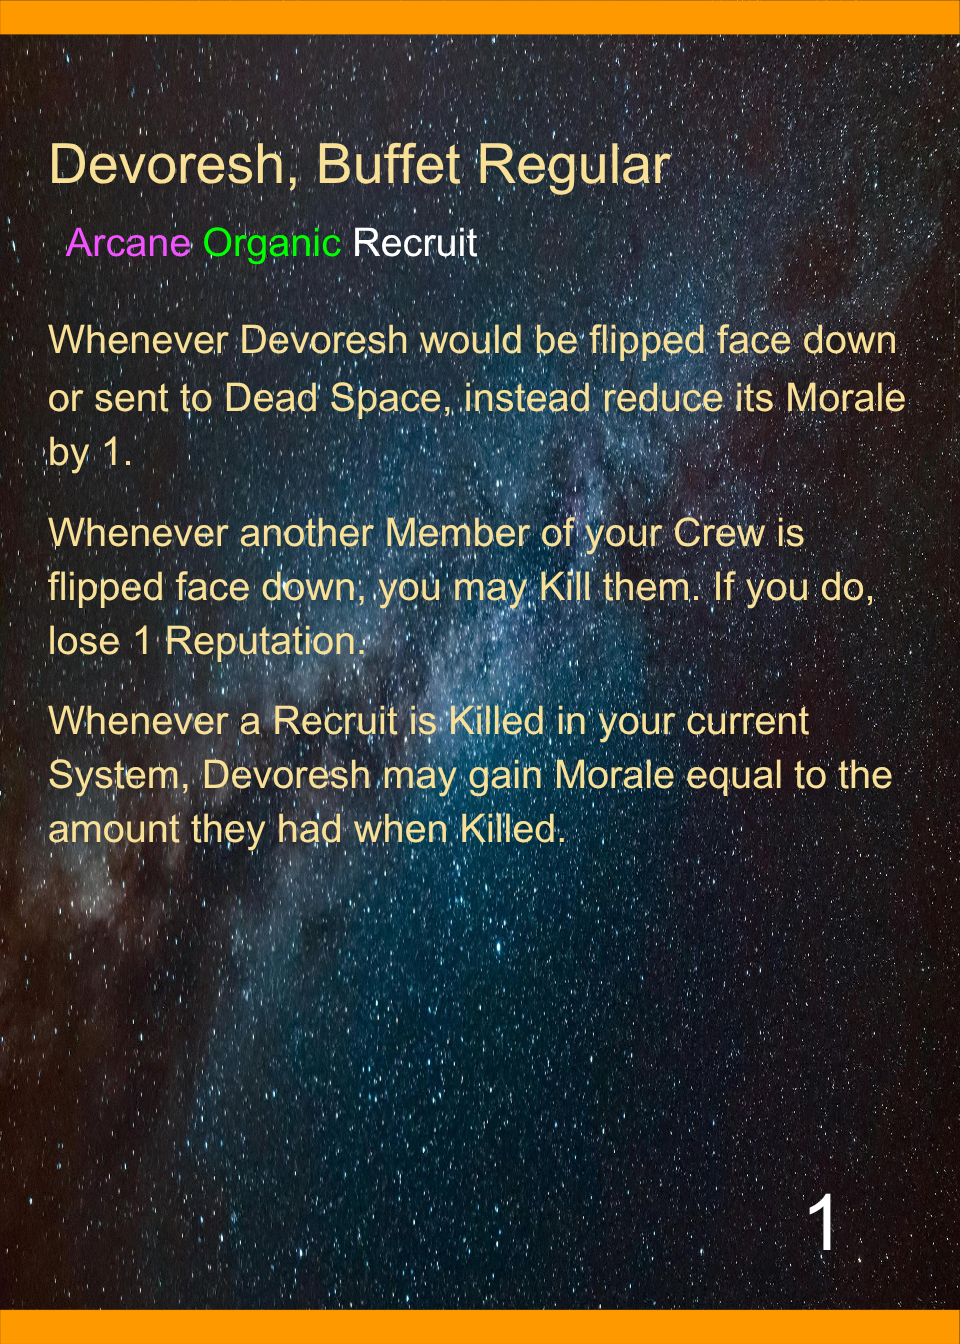 Devoresh, Buffet Regular
Arcane Organic Recruit
Whenever Devoresh would be flipped face down
or sent to Dead Space, instead reduce its Morale
by 1.
Whenever another Member of your Crew is
flipped face down, you may Kill them. If you do,
lose 1 Reputation.
Whenever a Recruit is Killed in your current
System, Devoresh may gain Morale equal to the
amount they had when Killed.
1